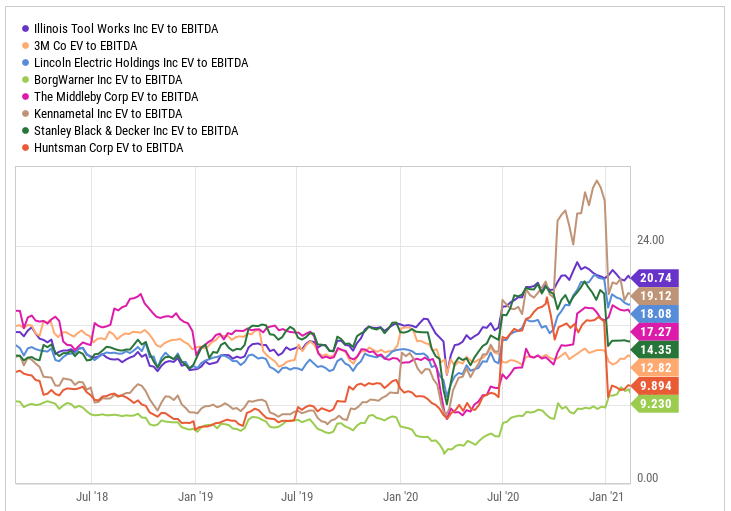 Illinois Tool Works Inc EV to EBITDA
3M Co EV to EBITDA
Lincoln Electric Holdings Inc EV to EBITDA
BorgWarner Inc EV to EBITDA
The Middleby Corp EV to EBITDA
Kennametal Inc EV to EBITDA
Stanley Black & Decker Inc EV to EBITDA
Huntsman Corp EV to EBITDA
24.00
20.74
19.12
18.08
17.27
14.35
12.82
9.894
9.230
0.00
Jul '18 Jan '19 Jul '19 Jan '20 Jul '20 Jan '21